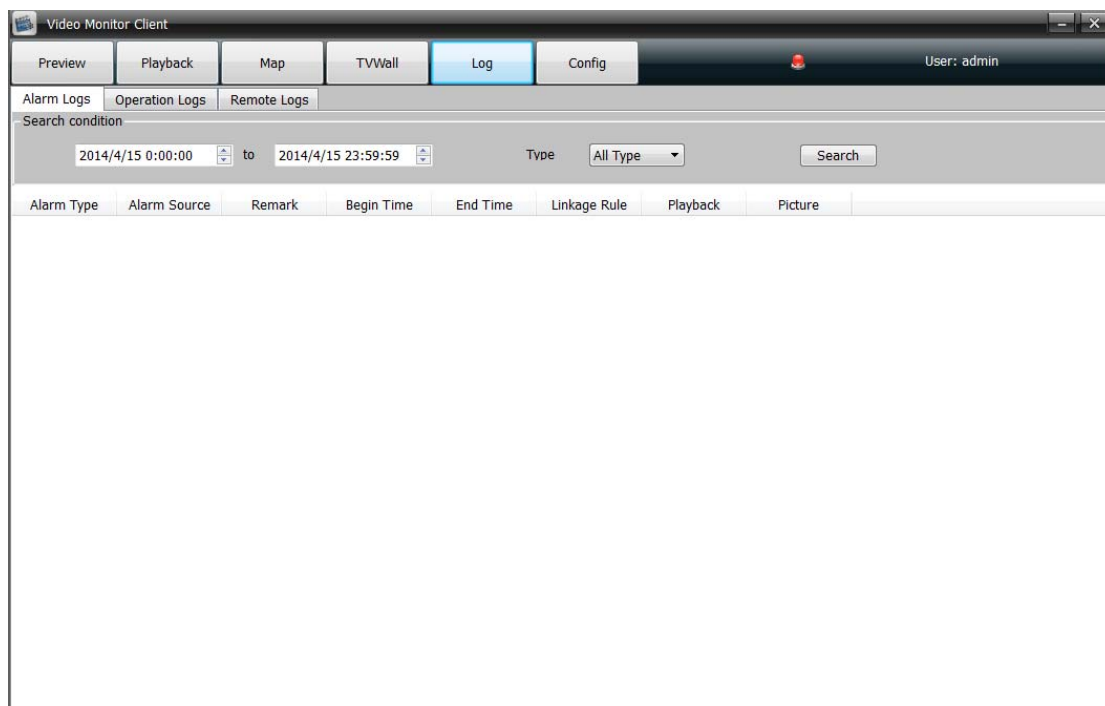 Video Monitor Client
Preview Playback Map TVWall Log Config User: admin
Alarm Logs Operation Logs Remote Logs
Search condition
2014/4/15 0:00:00 to 2014/4/15 23:59:59 Type All Type Search
Alarm Type Alarm Source Remark Begin Time End Time Linkage Rule Playback Picture